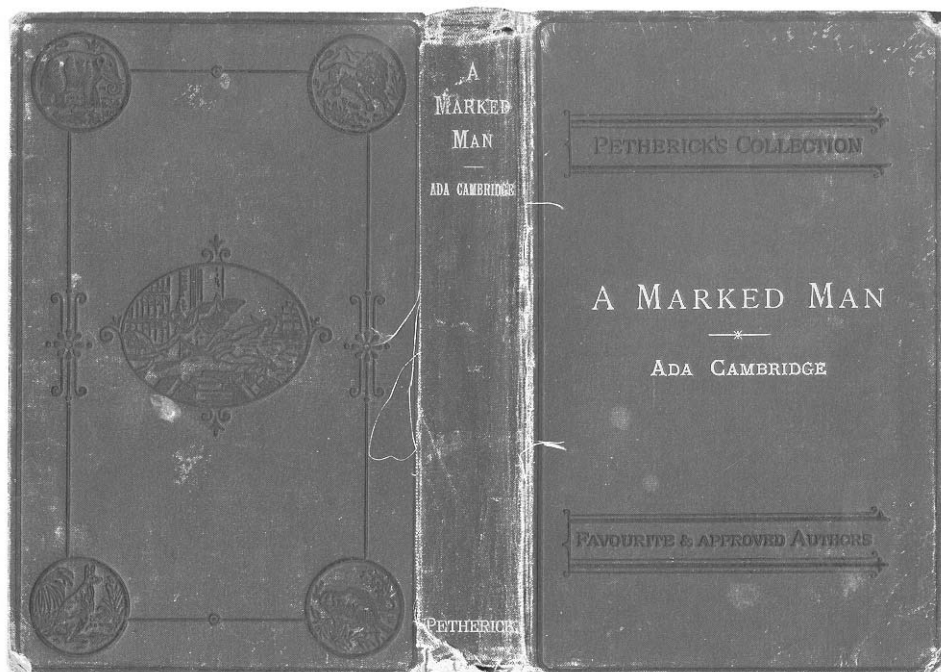 A
MARKED
MAN
ADA CAMBRIDGE
PETHERICK
PETHERICK'S COLLECTION
A MARKED MAN
ADA CAMBRIDGE
FAVOURITE & APPROVED AUTHORS